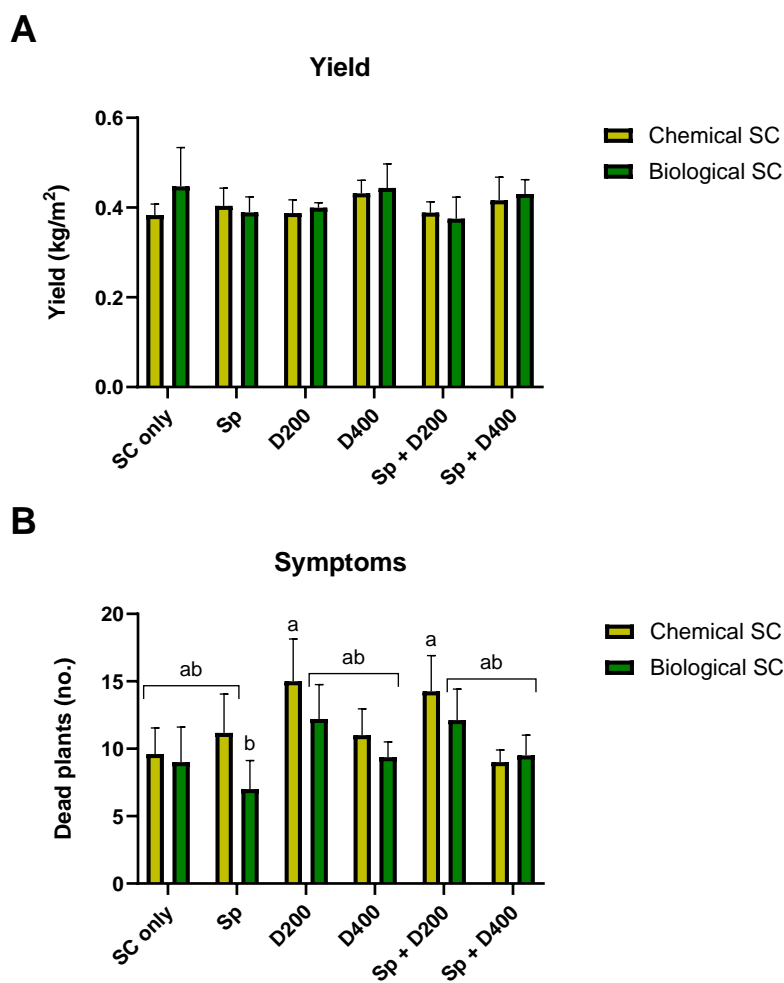 A
Yield
0.6
0.4
0.2
0.0
Yield (kg/m²)
SC only
Sp
D200
D400
Sp + D200
Sp + D400
Chemical SC
Biological SC
B
Symptoms
20
15
10
5
0
Dead plants (no.)
ab
b
a
ab
a
ab
SC only
Sp
D200
D400
Sp + D200
Sp + D400
Chemical SC
Biological SC